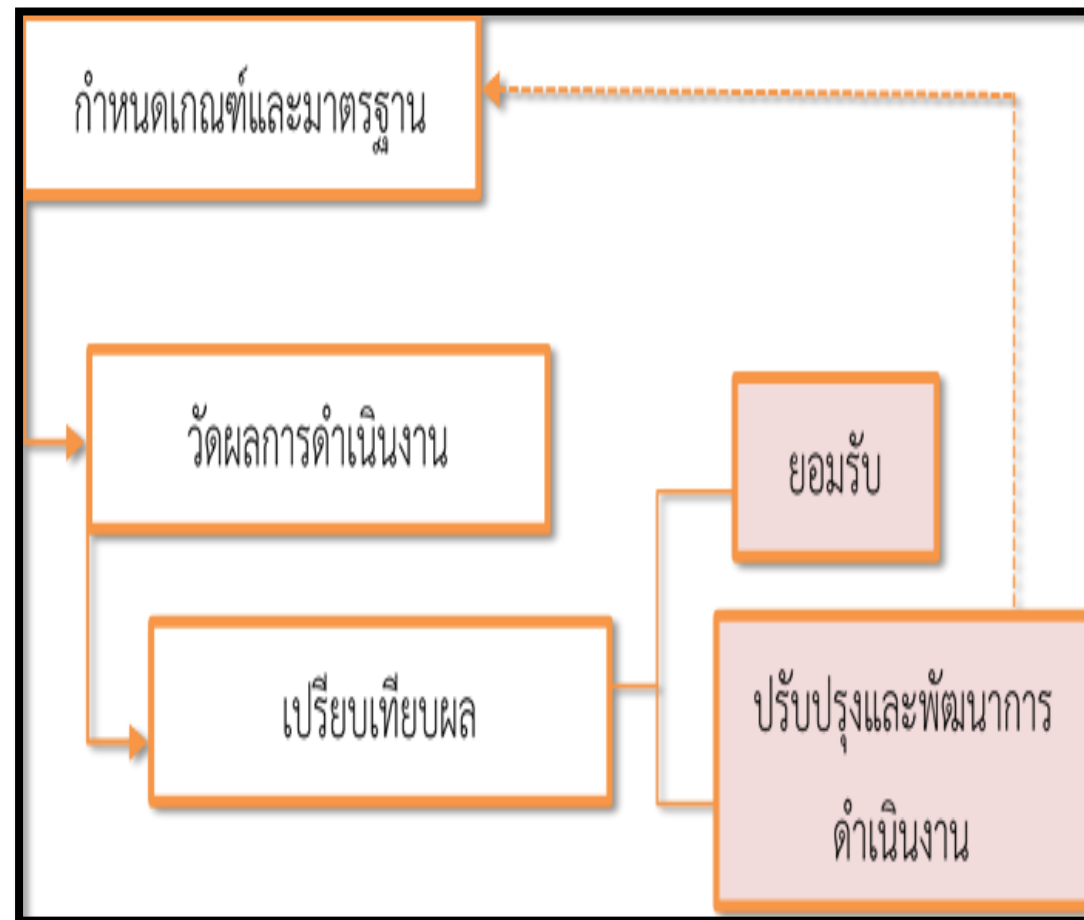 กำหนดเกณฑ์และมาตรฐาน
วัดผลการดำเนินงาน
ยอมรับ
เปรียบเทียบผล
ปรับปรุงและพัฒนาการ
ดำเนินงาน